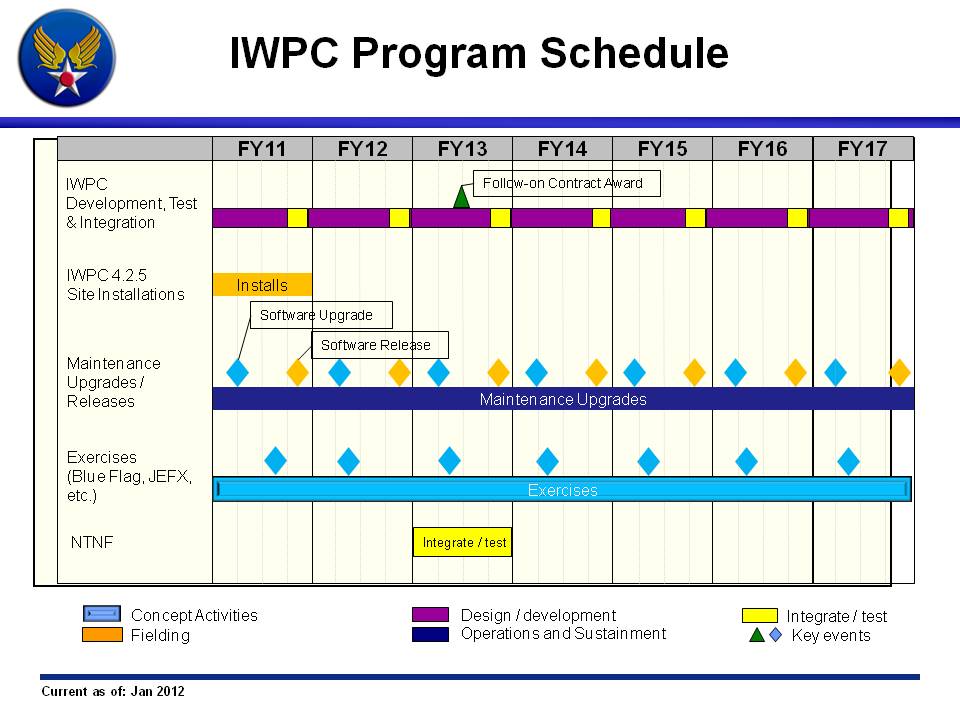 IWPC Program Schedule
FY11 FY12 FY13 FY14 FY15 FY16 FY17
IWPC
Development, Test
& Integration
Follow-on Contract Award
IWPC 4.2.5
Site Installations
Installs
Software Upgrade
Software Release
Maintenance
Upgrades /
Releases
Maintenance Upgrades
Exercises
(Blue Flag, JEFX,
etc.)
Exercises
NTNF
Integrate / test
Concept Activities
Design / development
Integrate / test
Fielding
Operations and Sustainment
Key events
Current as of: Jan 2012